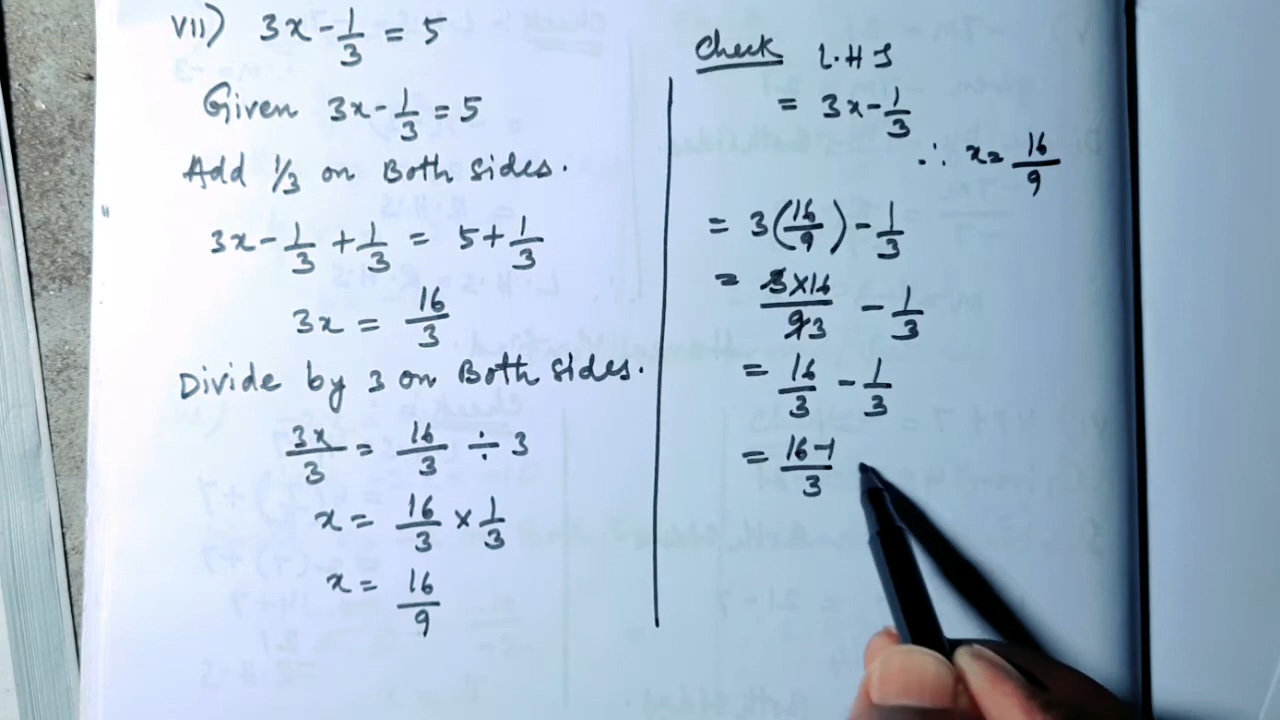 vii) 3x - 1/3 = 5
Given 3x - 1/3 = 5
Add 1/3 on Both sides.
3x - 1/3 + 1/3 = 5 + 1/3
3x = 16/3
Divide by 3 on Both sides.
3x/3 = 16/3 ÷ 3
x = 16/3 × 1/3
x = 16/9
Check L.H.S
= 3x - 1/3
∴ x = 16/9
= 3(16/9) - 1/3
= 3×16/93 - 1/3
= 16/3 - 1/3
= 16-1/3